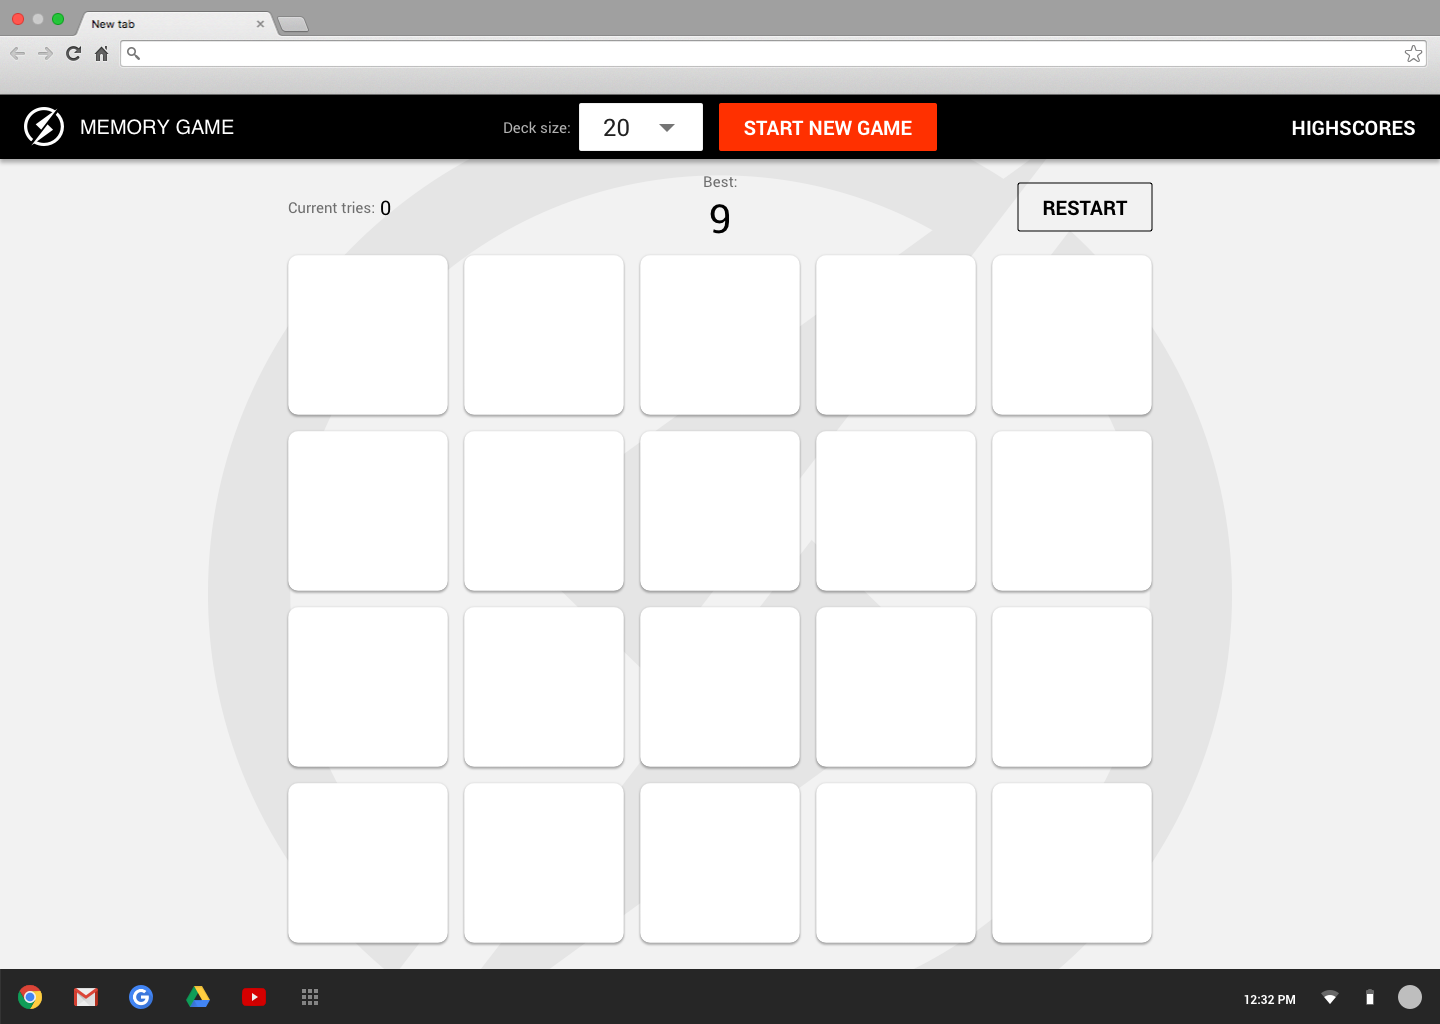 New tab
MEMORY GAME
Deck size:
20
START NEW GAME
HIGHSCORES
Current tries: 0
Best:
9
RESTART
12:32 PM